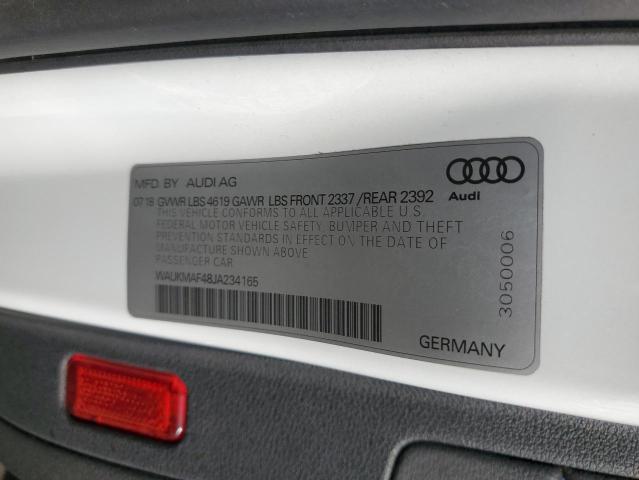 MFD. BY AUDI AG
07 18 GVWR LBS 4619 GAWR LBS FRONT 2337 /REAR 2392
THIS VEHICLE CONFORMS TO ALL APPLICABLE U.S.
FEDERAL MOTOR VEHICLE SAFETY, BUMPER AND THEFT
PREVENTION STANDARDS IN EFFECT ON THE DATE OF
MANUFACTURE SHOWN ABOVE
PASSENGER CAR
WAUKMAF48JA234165
Audi
3050006
GERMANY